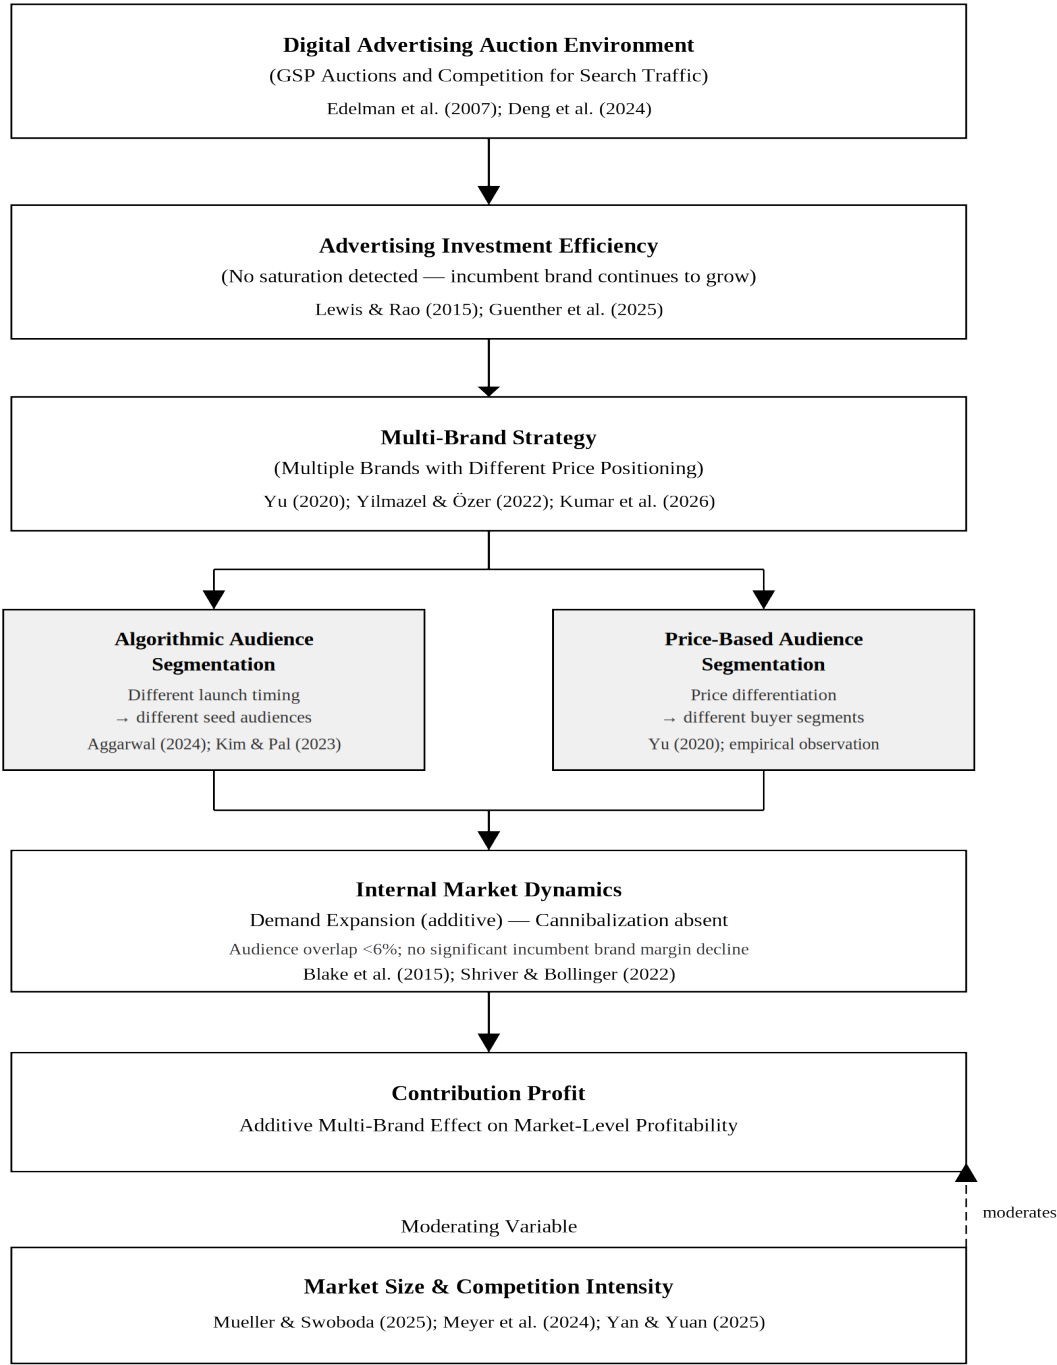 Digital Advertising Auction Environment
(GSP Auctions and Competition for Search Traffic)
Edelman et al. (2007); Deng et al. (2024)
Advertising Investment Efficiency
(No saturation detected — incumbent brand continues to grow)
Lewis & Rao (2015); Guenther et al. (2025)
Multi-Brand Strategy
(Multiple Brands with Different Price Positioning)
Yu (2020); Yilmazel & Özer (2022); Kumar et al. (2026)
Algorithmic Audience
Segmentation
Different launch timing
→ different seed audiences
Aggarwal (2024); Kim & Pal (2023)
Price-Based Audience
Segmentation
Price differentiation
→ different buyer segments
Yu (2020); empirical observation
Internal Market Dynamics
Demand Expansion (additive) — Cannibalization absent
Audience overlap <6%; no significant incumbent brand margin decline
Blake et al. (2015); Shriver & Bollinger (2022)
Contribution Profit
Additive Multi-Brand Effect on Market-Level Profitability
moderates
Moderating Variable
Market Size & Competition Intensity
Mueller & Swoboda (2025); Meyer et al. (2024); Yan & Yuan (2025)